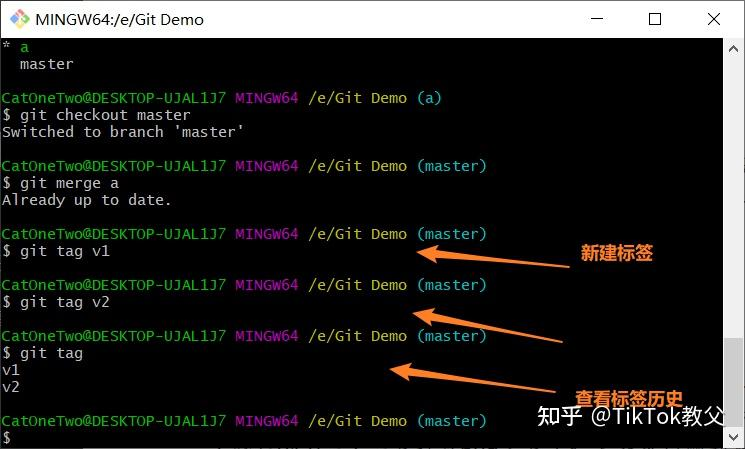 MINGW64:/e/Git Demo
* a
master
CatOneTwo@DESKTOP-UJAL1J7 MINGW64 /e/Git Demo (a)
$ git checkout master
Switched to branch 'master'
CatOneTwo@DESKTOP-UJAL1J7 MINGW64 /e/Git Demo (master)
$ git merge a
Already up to date.
CatOneTwo@DESKTOP-UJAL1J7 MINGW64 /e/Git Demo (master)
$ git tag v1
新建标签
CatOneTwo@DESKTOP-UJAL1J7 MINGW64 /e/Git Demo (master)
$ git tag v2
CatOneTwo@DESKTOP-UJAL1J7 MINGW64 /e/Git Demo (master)
$ git tag
v1
v2
查看标签历史
知乎 @TikTok教父
CatOneTwo@DESKTOP-UJAL1J7 MINGW64 /e/Git Demo (master)
$